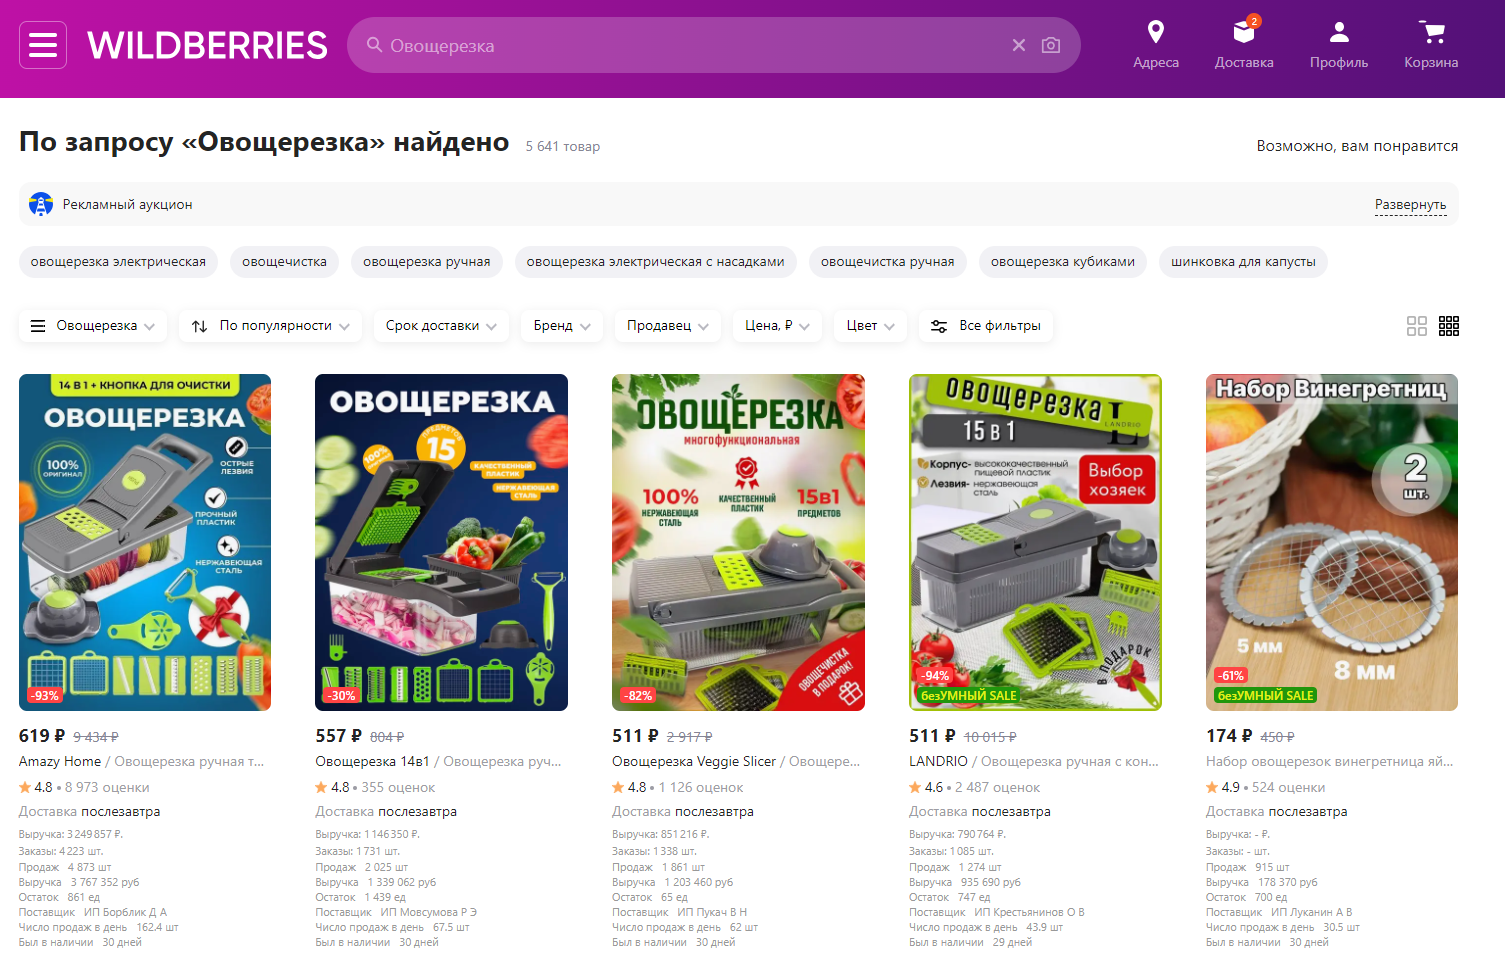 WILDBERRIES
Овощерезка
Адреса
2
Доставка
Профиль
Корзина
По запросу «Овощерезка» найдено 5 641 товар
Возможно, вам понравится
Рекламный аукцион
Развернуть
овощерезка электрическая
овощечистка
овощерезка ручная
овощерезка электрическая с насадками
овощечистка ручная
овощерезка кубиками
шинковка для капусты
Овощерезка
По популярности
Срок доставки
Бренд
Продавец
Цена, ₽
Цвет
Все фильтры
14 В 1 + КНОПКА ДЛЯ ОЧИСТКИ
ОВОЩЕРЕЗКА
100%
ОРИГИНАЛ
ОСТРЫЕ
ЛЕЗВИЯ
ПРОЧНЫЙ
ПЛАСТИК
НЕРЖАВЕЮЩАЯ
СТАЛЬ
-93%
619 ₽ 9 434 ₽
Amazy Home / Овощерезка ручная т...
4.8 • 8 973 оценки
Доставка послезавтра
Выручка: 3 249 857 ₽.
Заказы: 4 223 шт.
Продаж 4 873 шт
Выручка 3 767 352 руб
Остаток 861 ед
Поставщик ИП Борблик Д А
Число продаж в день 162.4 шт
Был в наличии 30 дней
ОВОЩЕРЕЗКА
ПРЕДМЕТОВ
15
100%
КАЧЕСТВЕННЫЙ
ПЛАСТИК
НЕРЖАВЕЮЩАЯ
СТАЛЬ
-30%
557 ₽ 804 ₽
Овощерезка 14в1 / Овощерезка руч...
4.8 • 355 оценок
Доставка послезавтра
Выручка: 1 146 350 ₽.
Заказы: 1 731 шт.
Продаж 2 025 шт
Выручка 1 339 062 руб
Остаток 1 439 ед
Поставщик ИП Мовсумова Р Э
Число продаж в день 67.5 шт
Был в наличии 30 дней
ОВОЩЕРЕЗКА
многофункциональная
100%
НЕРЖАВЕЮЩАЯ
СТАЛЬ
КАЧЕСТВЕННЫЙ
ПЛАСТИК
15в1
ПРЕДМЕТОВ
ОВОЩЕЧИСТКА
В ПОДАРОК!
-82%
511 ₽ 2 917 ₽
Овощерезка Veggie Slicer / Овощере...
4.8 • 1 126 оценок
Доставка послезавтра
Выручка: 851 216 ₽.
Заказы: 1 338 шт.
Продаж 1 861 шт
Выручка 1 203 460 руб
Остаток 65 ед
Поставщик ИП Пукач В Н
Число продаж в день 62 шт
Был в наличии 30 дней
ОВОЩЕРЕЗКА
L
LANDRIO
15 в 1
Корпус- высококачественный
пищевой пластик
Лезвия- нержавеющая
сталь
Выбор
хозяек
В ПОДАРОК
-94%
безУМНЫЙ SALE
511 ₽ 10 015 ₽
LANDRIO / Овощерезка ручная с кон...
4.6 • 2 487 оценок
Доставка послезавтра
Выручка: 790 764 ₽.
Заказы: 1 085 шт.
Продаж 1 274 шт
Выручка 935 690 руб
Остаток 747 ед
Поставщик ИП Крестьянинов О В
Число продаж в день 43.9 шт
Был в наличии 29 дней
Набор Винегретниц
2
шт.
5 мм
8 мм
-61%
безУМНЫЙ SALE
174 ₽ 450 ₽
Набор овощерезок винегретница яй...
4.9 • 524 оценки
Доставка послезавтра
Выручка: - ₽.
Заказы: - шт.
Продаж 915 шт
Выручка 178 370 руб
Остаток 700 ед
Поставщик ИП Луканин А В
Число продаж в день 30.5 шт
Был в наличии 30 дней